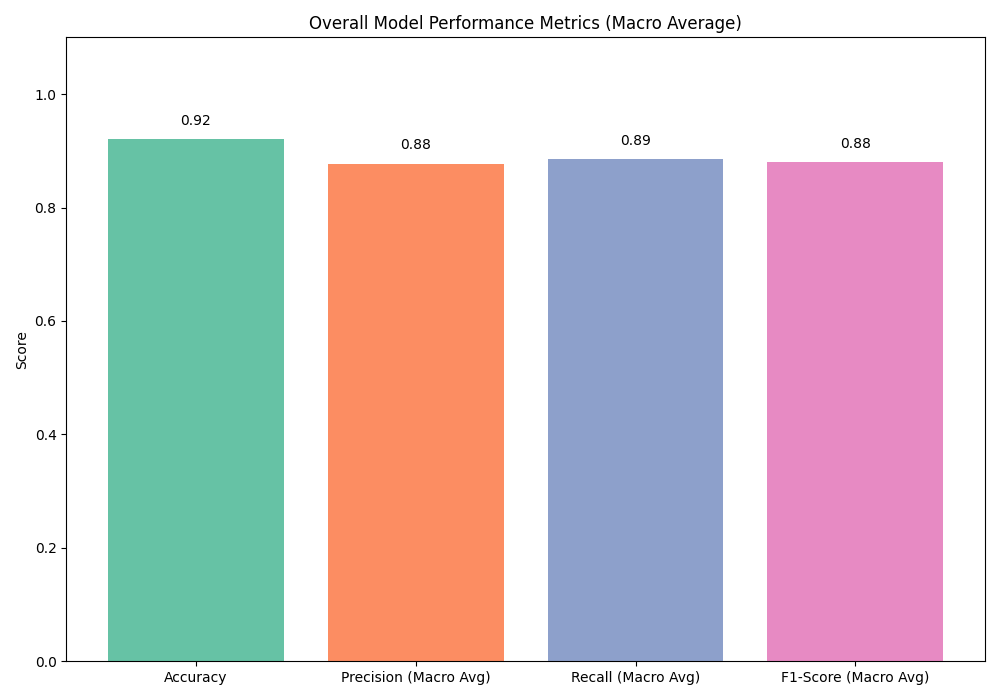 Overall Model Performance Metrics (Macro Average)
Score
1.0
0.8
0.6
0.4
0.2
0.0
0.92
0.88
0.89
0.88
Accuracy
Precision (Macro Avg)
Recall (Macro Avg)
F1-Score (Macro Avg)